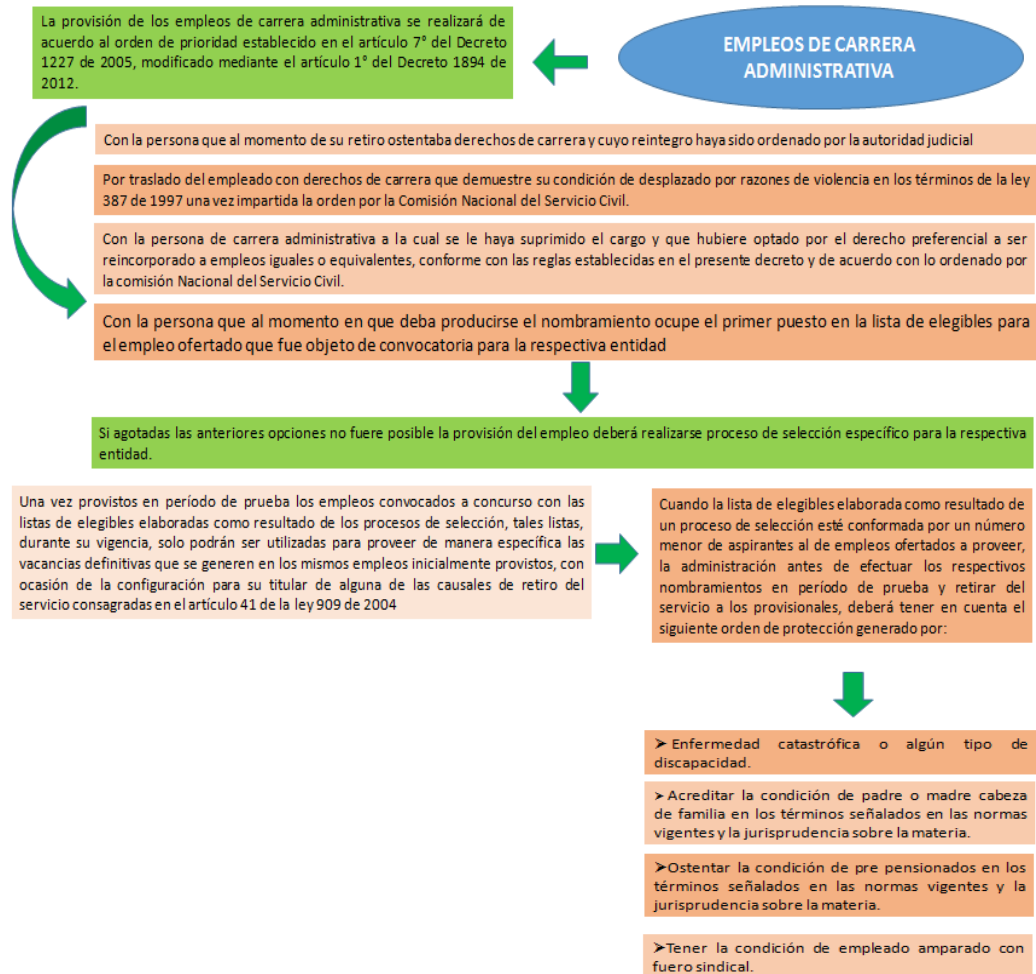 La provisión de los empleos de carrera administrativa se realizará de
acuerdo al orden de prioridad establecido en el artículo 7° del Decreto
1227 de 2005, modificado mediante el artículo 1° del Decreto 1894 de
2012.
EMPLEOS DE CARRERA
ADMINISTRATIVA
Con la persona que al momento de su retiro ostentaba derechos de carrera y cuyo reintegro haya sido ordenado por la autoridad judicial
Por traslado del empleado con derechos de carrera que demuestre su condición de desplazado por razones de violencia en los términos de la ley
387 de 1997 una vez impartida la orden por la Comisión Nacional del Servicio Civil.
Con la persona de carrera administrativa a la cual se le haya suprimido el cargo y que hubiere optado por el derecho preferencial a ser
reincorporado a empleos iguales o equivalentes, conforme con las reglas establecidas en el presente decreto y de acuerdo con lo ordenado por
la comisión Nacional del Servicio Civil.
Con la persona que al momento en que deba producirse el nombramiento ocupe el primer puesto en la lista de elegibles para
el empleo ofertado que fue objeto de convocatoria para la respectiva entidad
Si agotadas las anteriores opciones no fuere posible la provisión del empleo deberá realizarse proceso de selección específico para la respectiva
entidad.
Una vez provistos en período de prueba los empleos convocados a concurso con las
listas de elegibles elaboradas como resultado de los procesos de selección, tales listas,
durante su vigencia, solo podrán ser utilizadas para proveer de manera específica las
vacancias definitivas que se generen en los mismos empleos inicialmente provistos, con
ocasión de la configuración para su titular de alguna de las causales de retiro del
servicio consagradas en el artículo 41 de la ley 909 de 2004
Cuando la lista de elegibles elaborada como resultado de
un proceso de selección esté conformada por un número
menor de aspirantes al de empleos ofertados a proveer,
la administración antes de efectuar los respectivos
nombramientos en período de prueba y retirar del
servicio a los provisionales, deberá tener en cuenta el
siguiente orden de protección generado por:
➤Enfermedad catastrófica o algún tipo de
discapacidad.
➤Acreditar la condición de padre o madre cabeza
de familia en los términos señalados en las normas
vigentes y la jurisprudencia sobre la materia.
➤Ostentar la condición de pre pensionados en los
términos señalados en las normas vigentes y la
jurisprudencia sobre la materia.
➤Tener la condición de empleado amparado con
fuero sindical.